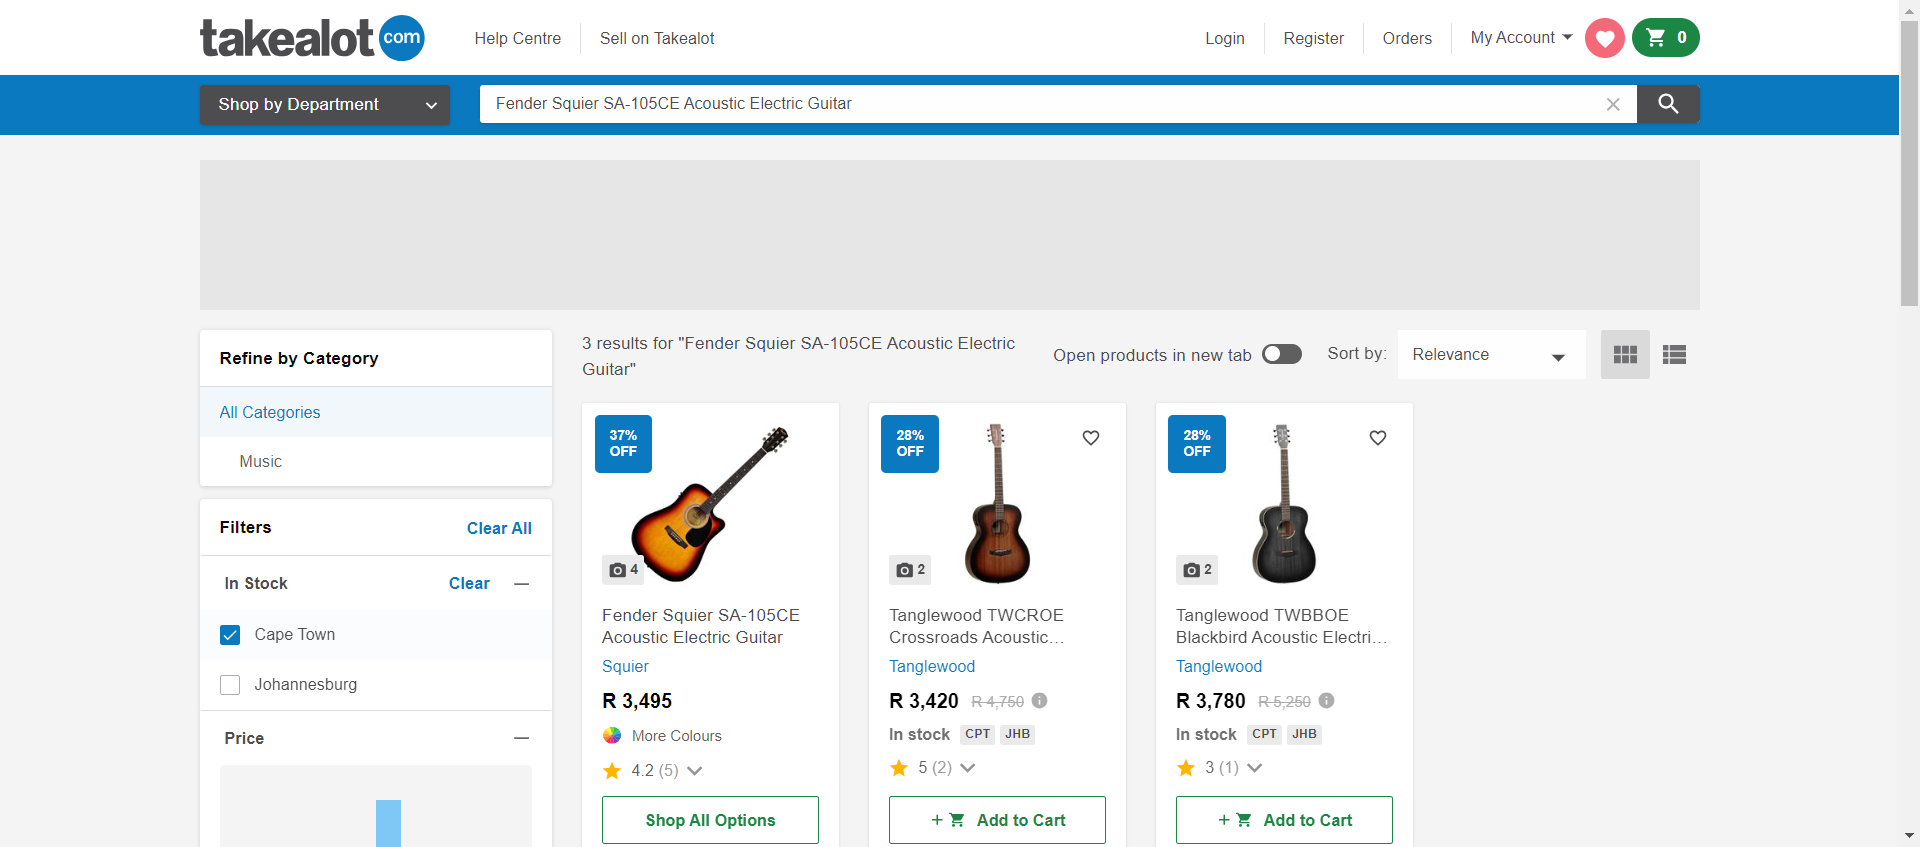 takealot com
Help Centre
Sell on Takealot
Login
Register
Orders
My Account
0
Shop by Department
Fender Squier SA-105CE Acoustic Electric Guitar
Refine by Category
All Categories
Music
Filters
Clear All
In Stock
Clear
Cape Town
Johannesburg
Price
3 results for "Fender Squier SA-105CE Acoustic Electric
Guitar"
Open products in new tab
Sort by:
Relevance
37%
OFF
4
Fender Squier SA-105CE
Acoustic Electric Guitar
Squier
R 3,495
More Colours
4.2 (5)
Shop All Options
28%
OFF
2
Tanglewood TWCROE
Crossroads Acoustic…
Tanglewood
R 3,420 R 4,750
In stock CPT JHB
5 (2)
+ Add to Cart
28%
OFF
2
Tanglewood TWBBOE
Blackbird Acoustic Electri…
Tanglewood
R 3,780 R 5,250
In stock CPT JHB
3 (1)
+ Add to Cart